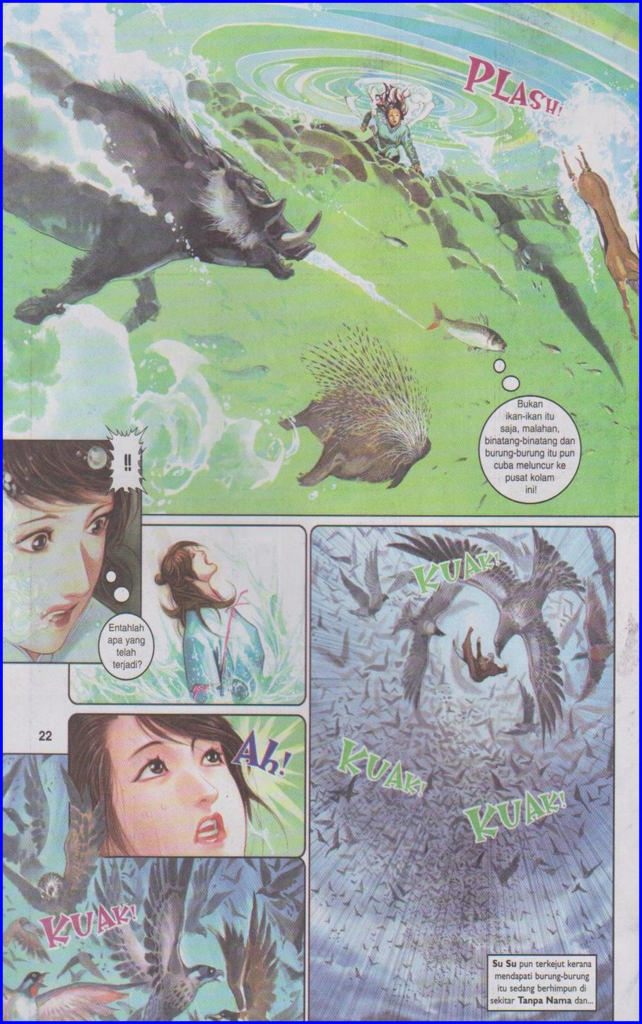 PLASH!
Bukan
ikan-ikan itu
saja, malahan,
binatang-binatang dan
burung-burung itu pun
cuba meluncur ke
pusat kolam
ini!
!!
Entahlah
apa yang
telah
terjadi?
KUAK!
22
Ah!
KUAK!
KUAK!
KUAK!
Su Su pun terkejut kerana
mendapati burung-burung
itu sedang berhimpun di
sekitar Tanpa Nama dan...